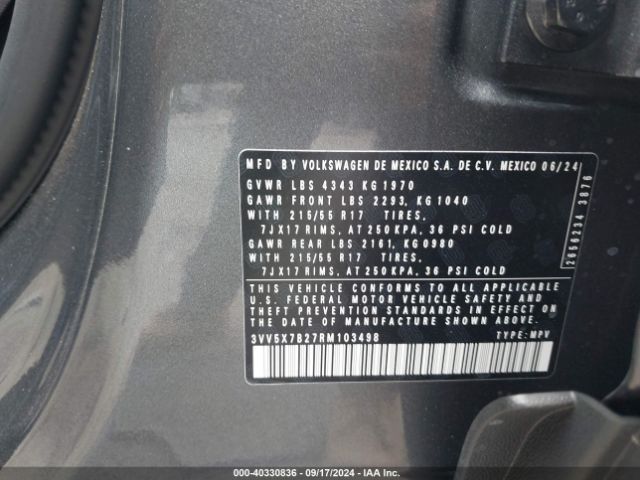 MFD BY VOLKSWAGEN DE MEXICO S.A. DE C.V. MEXICO 06/24
GVWR LBS 4343 KG 1970
GAWR FRONT LBS 2293, KG 1040
WITH 215/55 R17 TIRES,
7JX17 RIMS, AT 250 KPA, 36 PSI COLD
GAWR REAR LBS 2161, KG 0980
WITH 215/55 R17 TIRES,
7JX17 RIMS, AT 250 KPA, 36 PSI COLD
THIS VEHICLE CONFORMS TO ALL APPLICABLE
U.S. FEDERAL MOTOR VEHICLE SAFETY AND
THEFT PREVENTION STANDARDS IN EFFECT ON
THE DATE OF MANUFACTURE SHOWN ABOVE.
3VV5X7B27RM103498 TYPE: MPV
2656234 3876
000-40330836 - 09/17/2024 - IAA Inc.